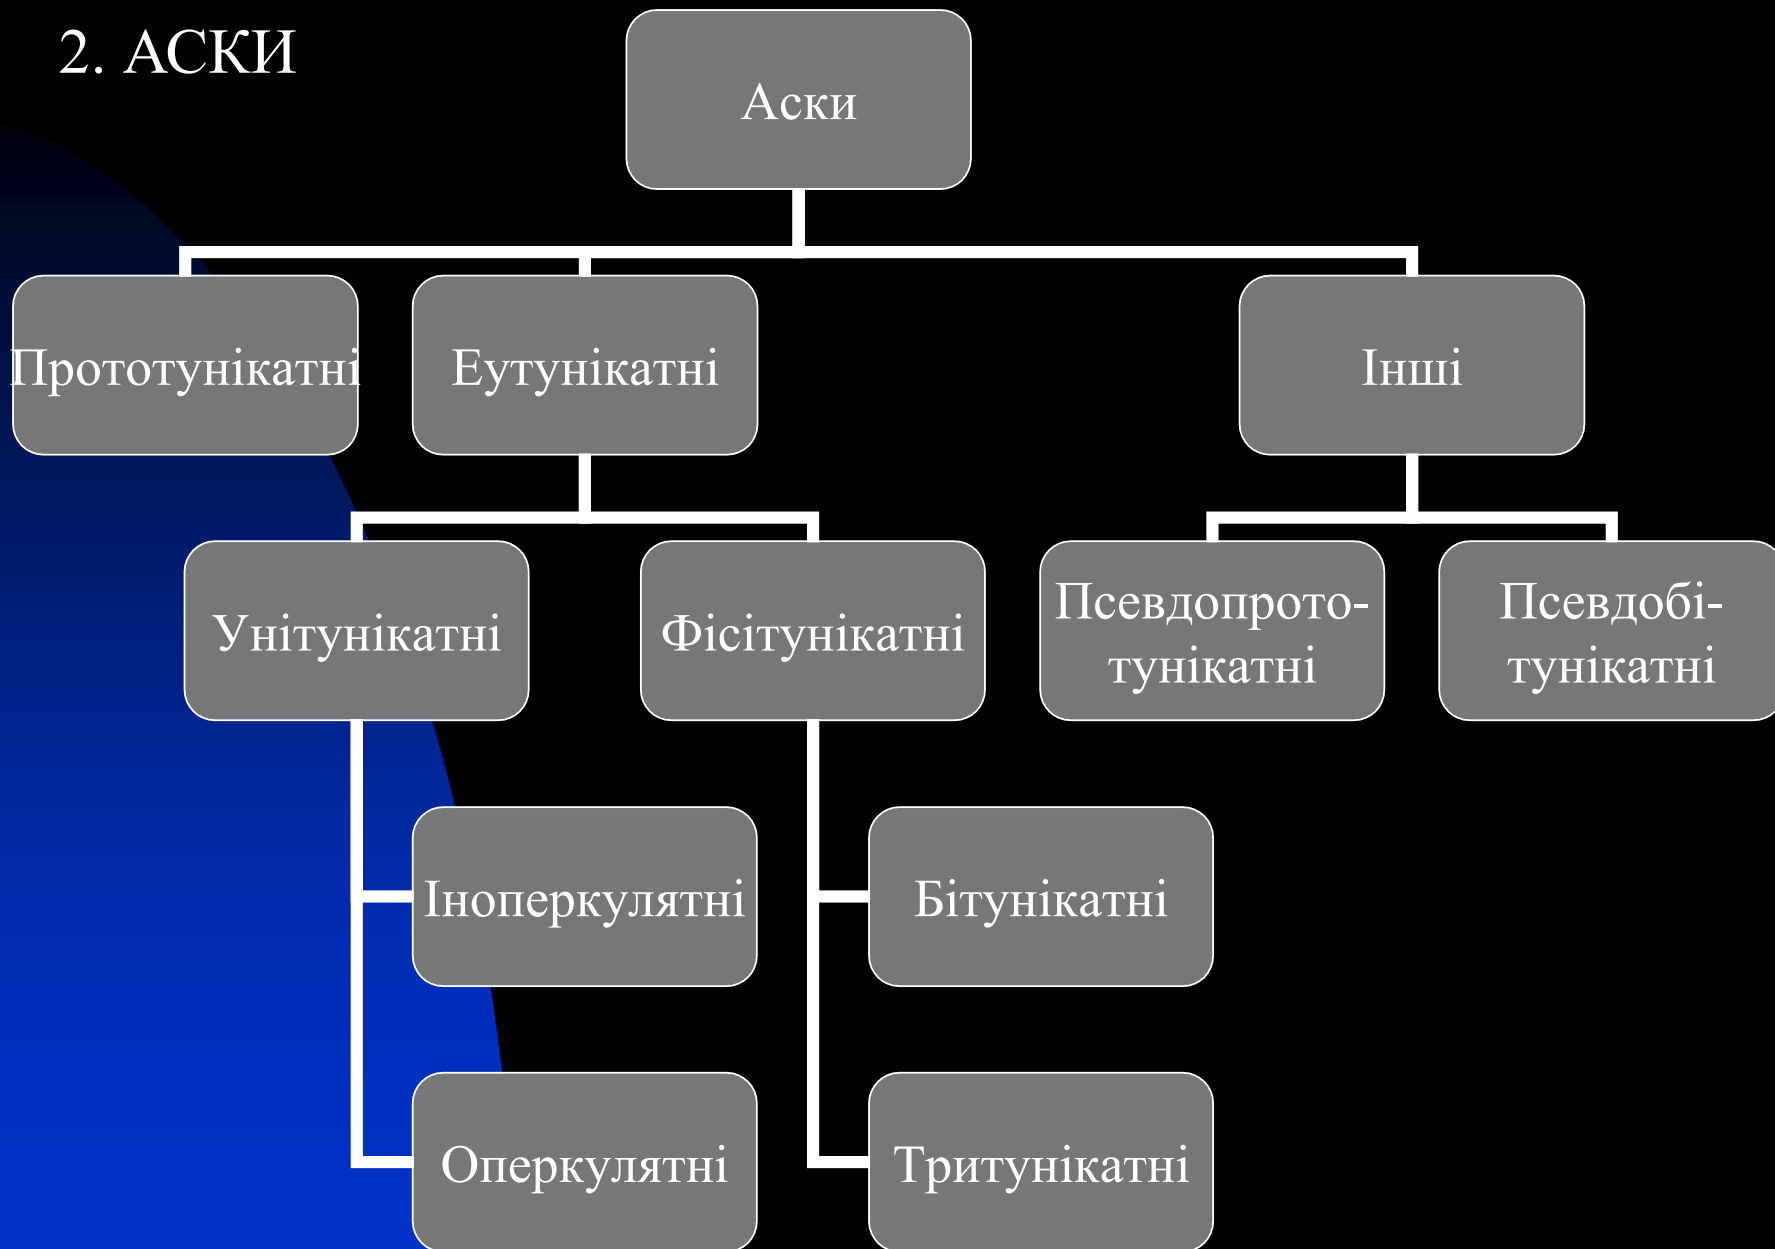 2. АСКИ
Аски
Прототунікатні
Еутунікатні
Інші
Унітунікатні
Фісітунікатні
Псевдопрото-
тунікатні
Псевдобі-
тунікатні
Іноперкулятні
Бітунікатні
Оперкулятні
Тритунікатні